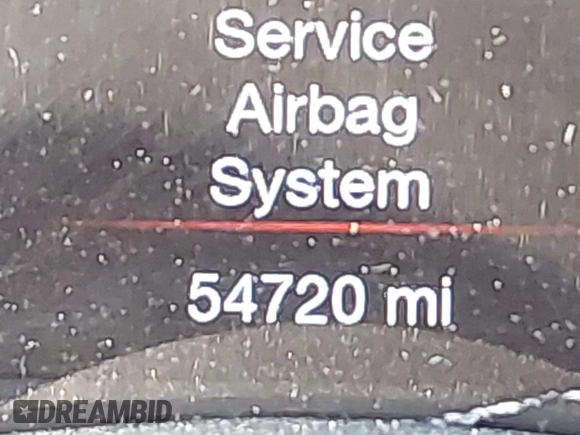 Service
Airbag
System
54720 mi
DREAMBID